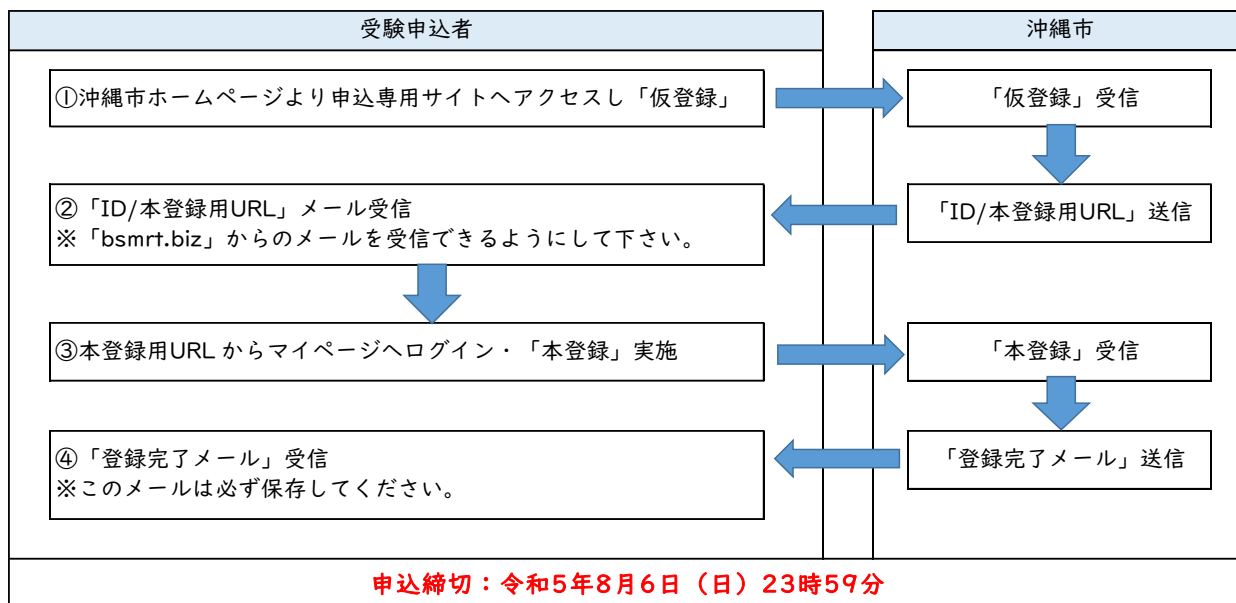 受験申込者
沖縄市
①沖縄市ホームページより申込専用サイトへアクセスし「仮登録」
「仮登録」受信
②「ID/本登録用URL」メール受信
※「bsmrt.biz」からのメールを受信できるようにして下さい。
「ID/本登録用URL」送信
③本登録用URL からマイページへログイン・「本登録」実施
「本登録」受信
④「登録完了メール」受信
※このメールは必ず保存してください。
「登録完了メール」送信
申込締切：令和5年8月6日（日）23時59分